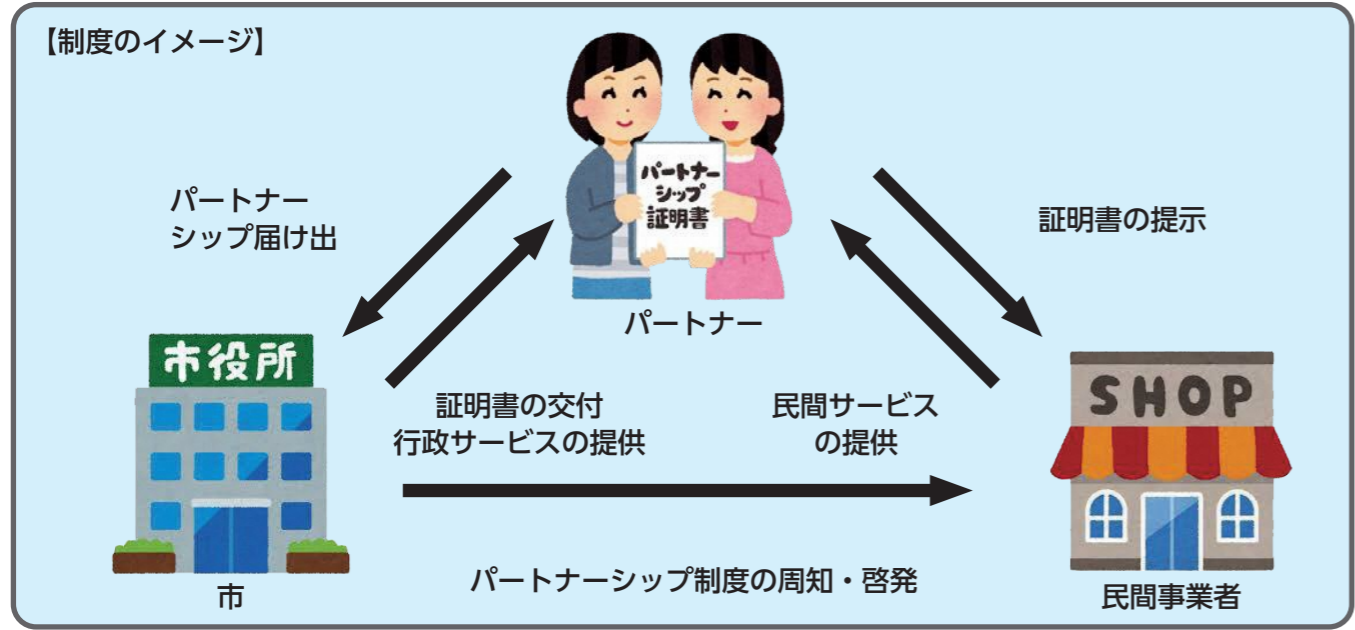 【制度のイメージ】
パートナー
シップ
証明書
パートナー
シップ届け出
証明書の提示
パートナー
市役所
SHOP
証明書の交付
行政サービスの提供
民間サービス
の提供
パートナーシップ制度の周知・啓発
市
民間事業者